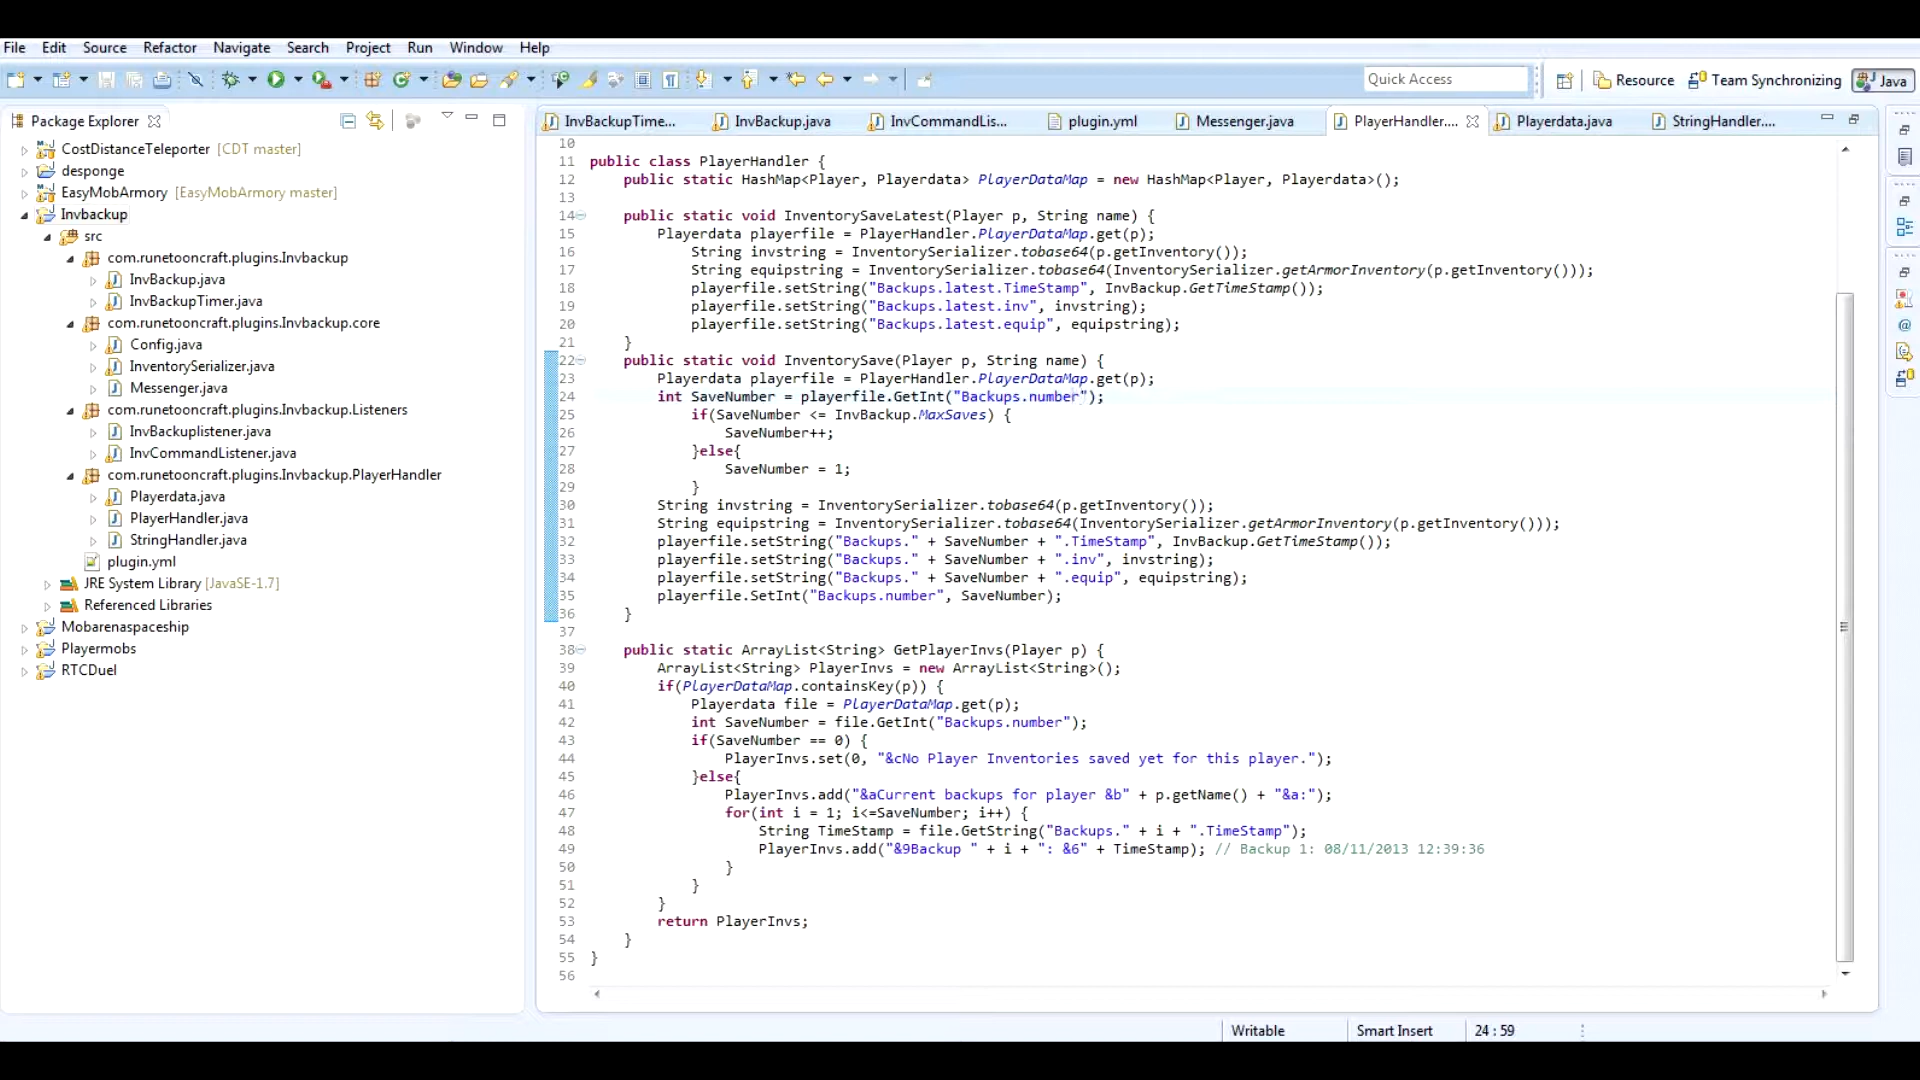 File Edit Source Refactor Navigate Search Project Run Window Help
Quick Access
Resource
Team Synchronizing
Java
Package Explorer
CostDistanceTeleporter [CDT master]
desponge
EasyMobArmory [EasyMobArmory master]
Invbackup
src
com.runetooncraft.plugins.Invbackup
InvBackup.java
InvBackupTimer.java
com.runetooncraft.plugins.Invbackup.core
Config.java
InventorySerializer.java
Messenger.java
com.runetooncraft.plugins.Invbackup.Listeners
InvBackuplistener.java
InvCommandListener.java
com.runetooncraft.plugins.Invbackup.PlayerHandler
Playerdata.java
PlayerHandler.java
StringHandler.java
plugin.yml
JRE System Library [JavaSE-1.7]
Referenced Libraries
Mobarenaspaceship
Playermobs
RTCDuel
InvBackupTime... InvBackup.java InvCommandLis... plugin.yml Messenger.java PlayerHandler.... Playerdata.java StringHandler....
10
11 public class PlayerHandler {
12 public static HashMap<Player, Playerdata> PlayerDataMap = new HashMap<Player, Playerdata>();
13
14 public static void InventorySaveLatest(Player p, String name) {
15 Playerdata playerfile = PlayerHandler.PlayerDataMap.get(p);
16 String invstring = InventorySerializer.tobase64(p.getInventory());
17 String equipstring = InventorySerializer.tobase64(InventorySerializer.getArmorInventory(p.getInventory()));
18 playerfile.setString("Backups.latest.TimeStamp", InvBackup.GetTimeStamp());
19 playerfile.setString("Backups.latest.inv", invstring);
20 playerfile.setString("Backups.latest.equip", equipstring);
21 }
22 public static void InventorySave(Player p, String name) {
23 Playerdata playerfile = PlayerHandler.PlayerDataMap.get(p);
24 int SaveNumber = playerfile.GetInt("Backups.number");
25 if(SaveNumber <= InvBackup.MaxSaves) {
26 SaveNumber++;
27 }else{
28 SaveNumber = 1;
29 }
30 String invstring = InventorySerializer.tobase64(p.getInventory());
31 String equipstring = InventorySerializer.tobase64(InventorySerializer.getArmorInventory(p.getInventory()));
32 playerfile.setString("Backups." + SaveNumber + ".TimeStamp", InvBackup.GetTimeStamp());
33 playerfile.setString("Backups." + SaveNumber + ".inv", invstring);
34 playerfile.setString("Backups." + SaveNumber + ".equip", equipstring);
35 playerfile.SetInt("Backups.number", SaveNumber);
36 }
37
38 public static ArrayList<String> GetPlayerInvs(Player p) {
39 ArrayList<String> PlayerInvs = new ArrayList<String>();
40 if(PlayerDataMap.containsKey(p)) {
41 Playerdata file = PlayerDataMap.get(p);
42 int SaveNumber = file.GetInt("Backups.number");
43 if(SaveNumber == 0) {
44 PlayerInvs.set(0, "&cNo Player Inventories saved yet for this player.");
45 }else{
46 PlayerInvs.add("&aCurrent backups for player &b" + p.getName() + "&a:");
47 for(int i = 1; i<=SaveNumber; i++) {
48 String TimeStamp = file.GetString("Backups." + i + ".TimeStamp");
49 PlayerInvs.add("&9Backup " + i + ": &6" + TimeStamp); // Backup 1: 08/11/2013 12:39:36
50 }
51 }
52 }
53 return PlayerInvs;
54 }
55 }
56
Writable Smart Insert 24 : 59